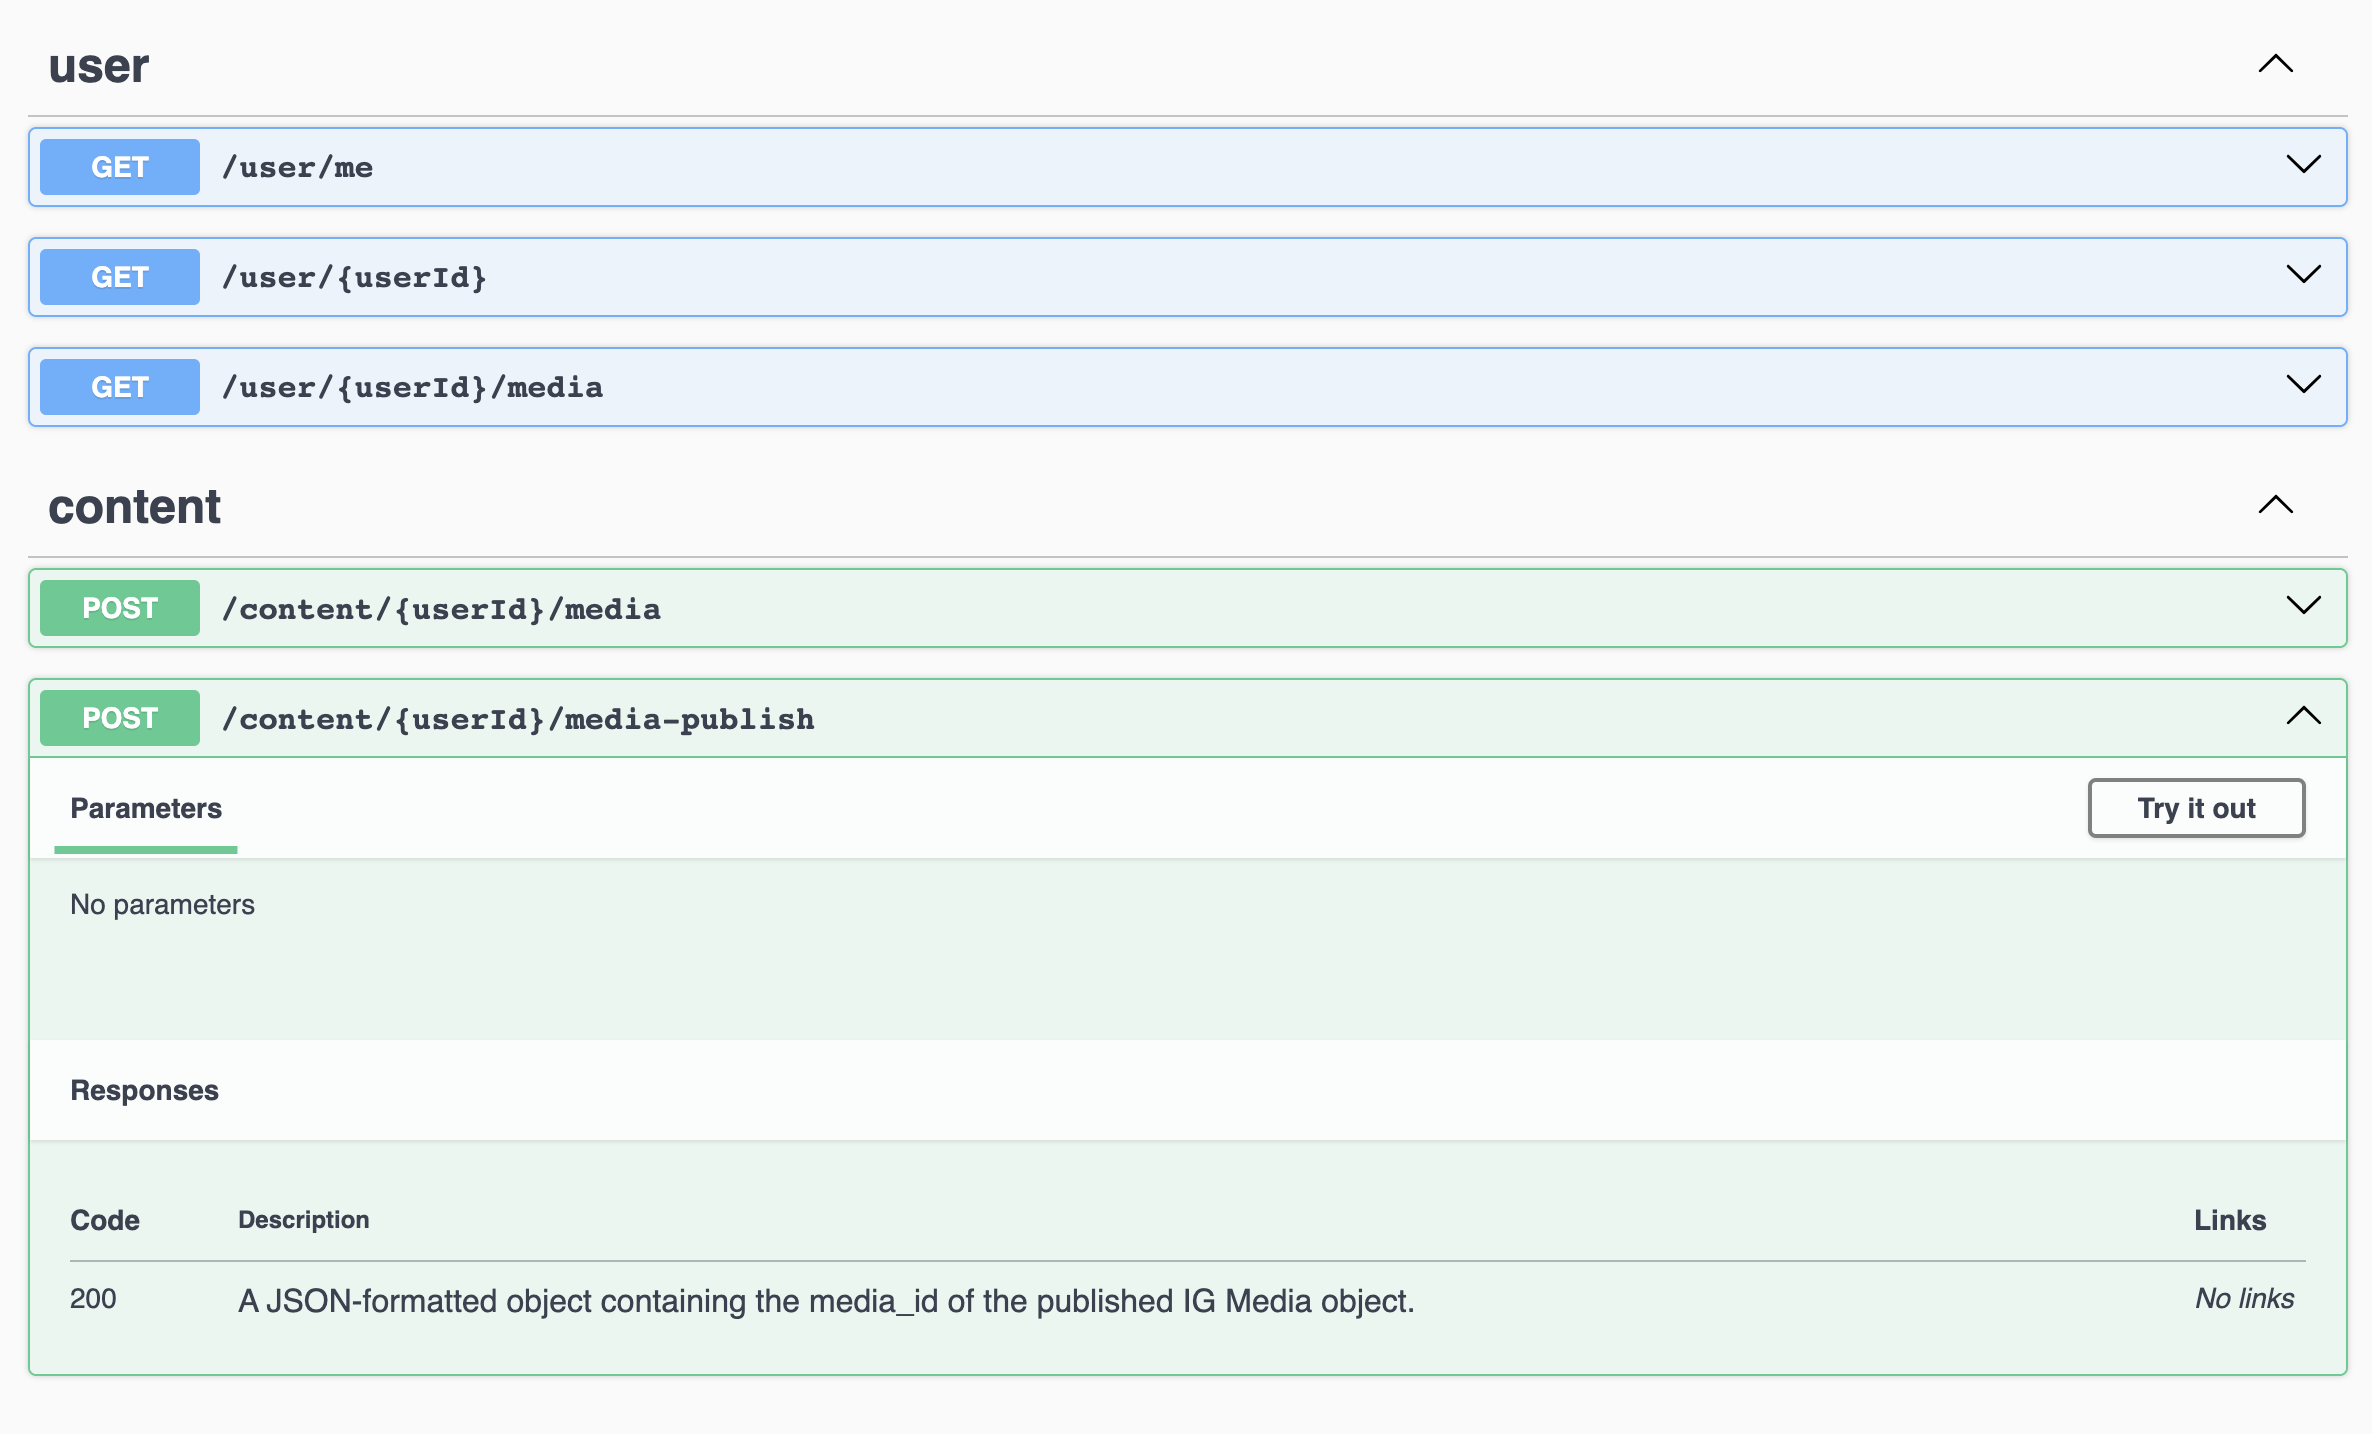 user
GET /user/me
GET /user/{userId}
GET /user/{userId}/media
content
POST /content/{userId}/media
POST /content/{userId}/media-publish
Parameters Try it out
No parameters
Responses
Code Description Links
200 A JSON-formatted object containing the media_id of the published IG Media object. No links